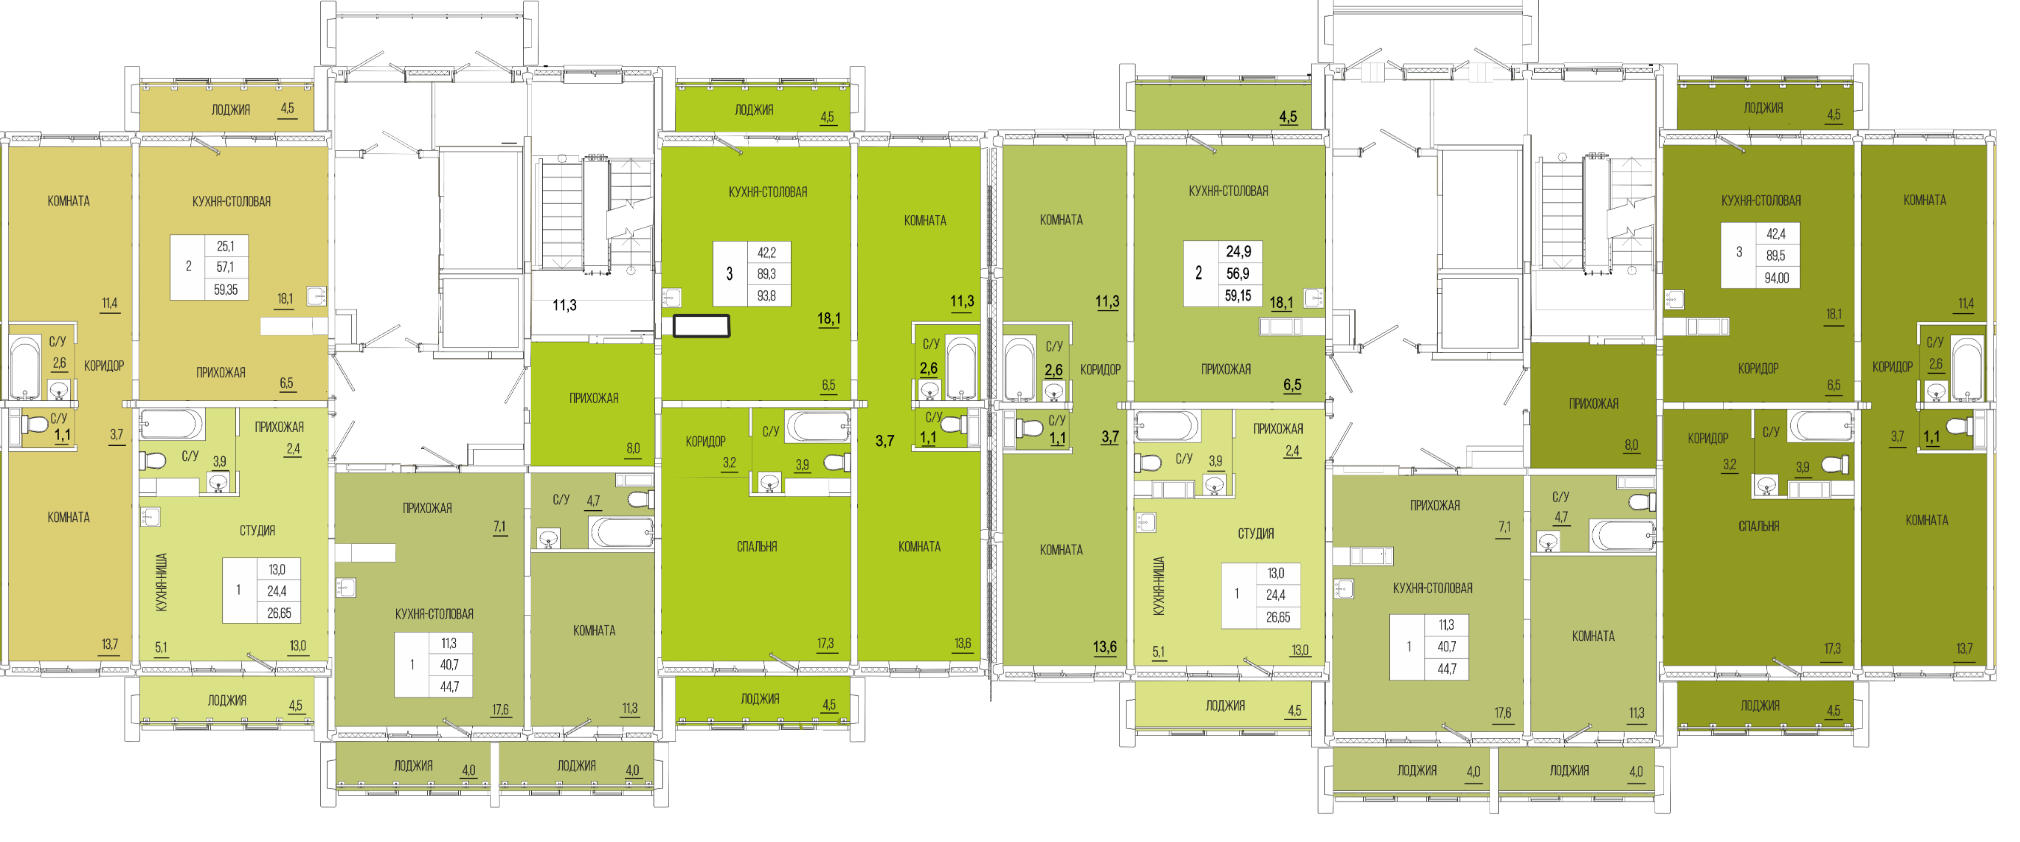 ЛОДЖИЯ 4,5
КОМНАТА
11,4
КУХНЯ-СТОЛОВАЯ
2
25,1
57,1
59,35
18,1
С/У
2,6
КОРИДОР
3,7
ПРИХОЖАЯ
6,5
С/У
1,1
КОМНАТА
13,7
ПРИХОЖАЯ
2,4
С/У
3,9
СТУДИЯ
КУХНЯ-НИША
1
13,0
24,4
26,65
5,1
13,0
ЛОДЖИЯ
4,5
11,3
ПРИХОЖАЯ
7,1
С/У
4,7
КУХНЯ-СТОЛОВАЯ
1
11,3
40,7
44,7
17,6
КОМНАТА
11,3
ЛОДЖИЯ
4,0
ЛОДЖИЯ
4,0
ЛОДЖИЯ
4,5
КУХНЯ-СТОЛОВАЯ
3
42,2
89,3
93,8
18,1
6,5
КОМНАТА
11,3
С/У
2,6
С/У
1,1
3,7
ПРИХОЖАЯ
8,0
КОРИДОР
3,2
С/У
3,9
СПАЛЬНЯ
17,3
КОМНАТА
13,6
ЛОДЖИЯ
4,5
4,5
КОМНАТА
11,3
КУХНЯ-СТОЛОВАЯ
2
24,9
56,9
59,15
18,1
С/У
2,6
КОРИДОР
3,7
ПРИХОЖАЯ
6,5
С/У
1,1
КОМНАТА
13,6
ПРИХОЖАЯ
2,4
С/У
3,9
СТУДИЯ
КУХНЯ-НИША
1
13,0
24,4
26,65
5,1
13,0
ЛОДЖИЯ
4,5
ПРИХОЖАЯ
7,1
С/У
4,7
КУХНЯ-СТОЛОВАЯ
1
11,3
40,7
44,7
17,6
КОМНАТА
11,3
ЛОДЖИЯ
4,0
ЛОДЖИЯ
4,0
ЛОДЖИЯ
4,5
КУХНЯ-СТОЛОВАЯ
3
42,4
89,5
94,00
18,1
КОРИДОР
6,5
КОМНАТА
11,4
КОРИДОР
3,7
С/У
2,6
1,1
ПРИХОЖАЯ
8,0
КОРИДОР
3,2
С/У
3,9
СПАЛЬНЯ
17,3
КОМНАТА
13,7
ЛОДЖИЯ
4,5